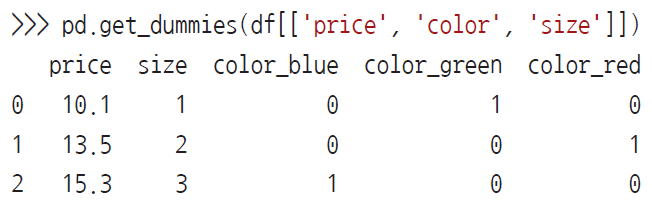 >>> pd.get_dummies(df[['price', 'color', 'size']])
price size color_blue color_green color_red
0 10.1 1 0 1 0
1 13.5 2 0 0 1
2 15.3 3 1 0 0